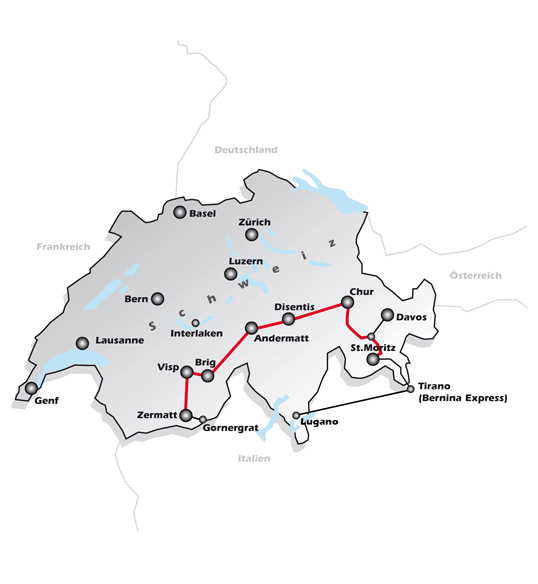 Deutschland
Basel
Zürich
Frankreich
Schweiz
Luzern
Österreich
Bern
Chur
Disentis
Davos
Interlaken
Andermatt
Lausanne
St.Moritz
Visp
Brig
Tirano
(Bernina Express)
Genf
Zermatt
Gornergrat
Lugano
Italien